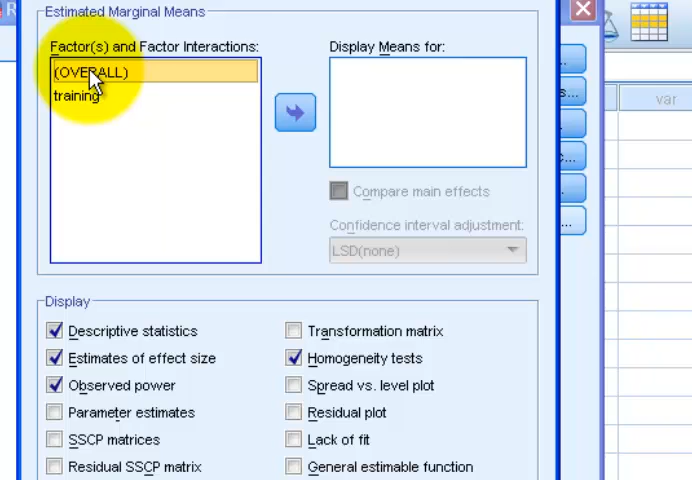 Estimated Marginal Means
Factor(s) and Factor Interactions:
Display Means for:
(OVERALL)
training
var
Compare main effects
Confidence interval adjustment:
LSD(none)
Display
Descriptive statistics
Transformation matrix
Estimates of effect size
Homogeneity tests
Observed power
Spread vs. level plot
Parameter estimates
Residual plot
SSCP matrices
Lack of fit
Residual SSCP matrix
General estimable function